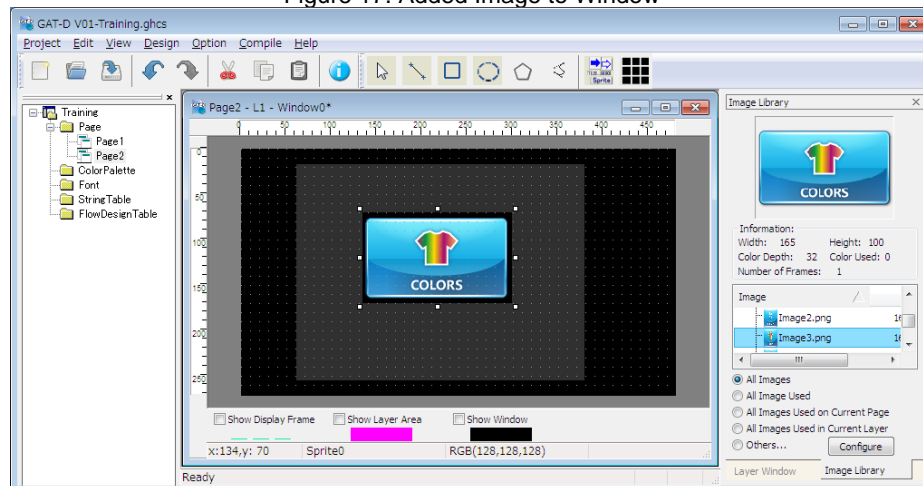 Figure 17: Added Image to Window
GAT-D V01-Training.ghcs
Project Edit View Design Option Compile Help
Sprite
Training
Page
Page1
Page2
ColorPalette
Font
StringTable
FlowDesignTable
Page2 - L1 - Window0*
0 50 100 150 200 250 300 350 400 450
0
50
100
150
200
250
COLORS
Show Display Frame Show Layer Area Show Window
x:134,y: 70 Sprite0 RGB(128,128,128)
Ready
Image Library
COLORS
Information:
Width: 165 Height: 100
Color Depth: 32 Color Used: 0
Number of Frames: 1
Image
Image2.png 16
Image3.png 16
All Images
All Image Used
All Images Used on Current Page
All Images Used in Current Layer
Others... Configure
Layer Window Image Library